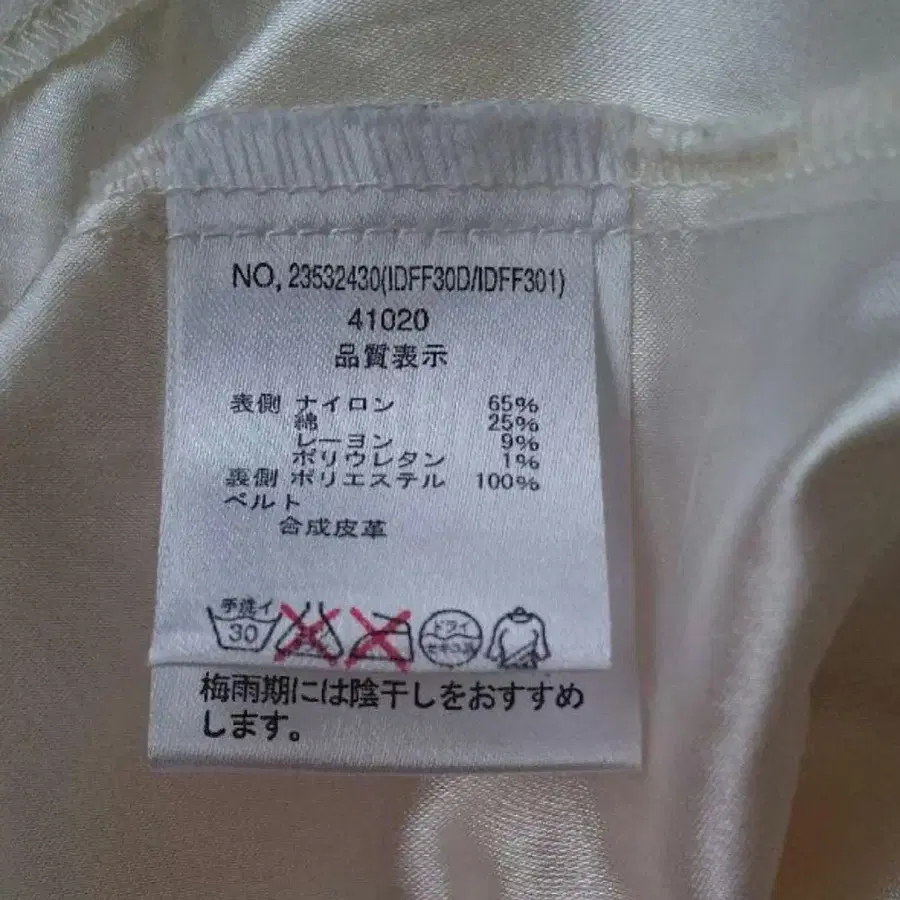 NO, 23532430(IDFF30D/IDFF301)
41020
品質表示
表側 ナイロン 65%
綿 25%
レーヨン 9%
ポリウレタン 1%
裏側 ポリエステル 100%
ベルト
合成皮革
手洗イ
30
ドライ
梅雨期には陰干しをおすすめ
します。